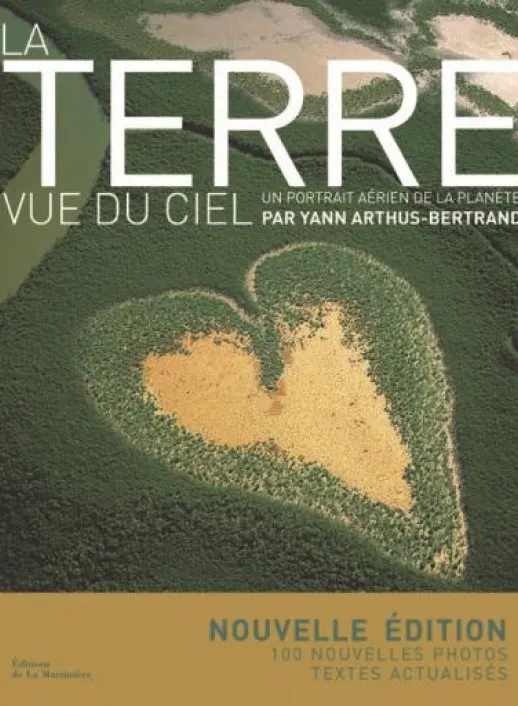 LA
TERRE
VUE DU CIEL
UN PORTRAIT AÉRIEN DE LA PLANÈTE
PAR YANN ARTHUS-BERTRAND
NOUVELLE ÉDITION
100 NOUVELLES PHOTOS
TEXTES ACTUALISÉS
Éditions
de La Martinière